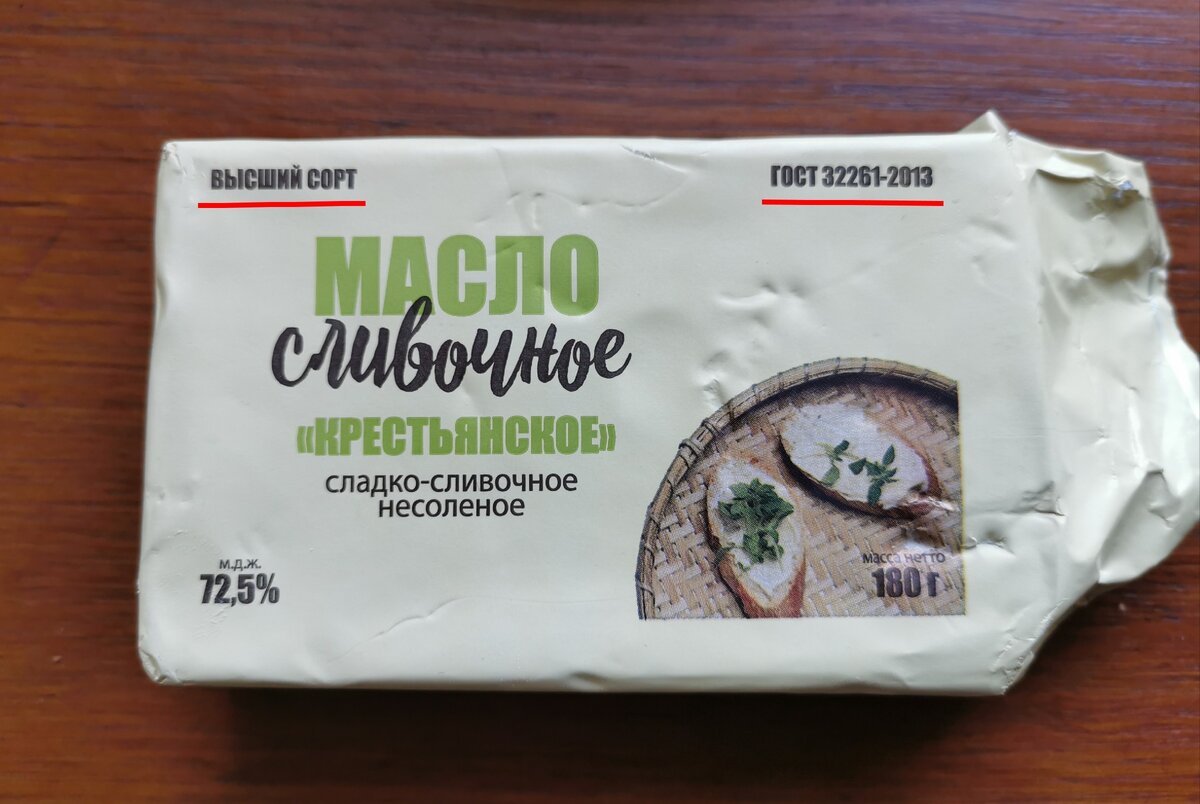 ВЫСШИЙ СОРТ
ГОСТ 32261-2013
МАСЛО
сливочное
«КРЕСТЬЯНСКОЕ»
сладко-сливочное
несоленое
м.д.ж.
72,5%
масса нетто
180 г